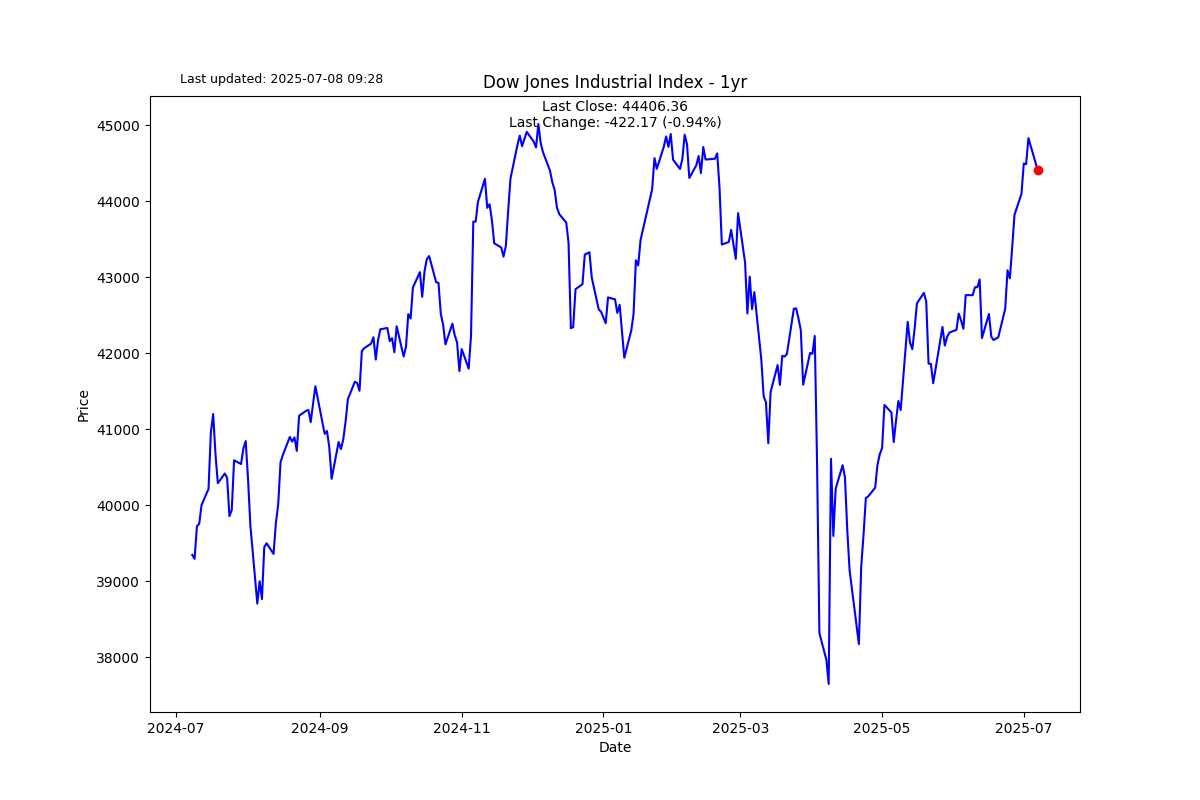 Last updated: 2025-07-08 09:28
Dow Jones Industrial Index - 1yr
Last Close: 44406.36
Last Change: -422.17 (-0.94%)
45000
44000
43000
42000
41000
40000
39000
38000
Price
2024-07 2024-09 2024-11 2025-01 2025-03 2025-05 2025-07
Date